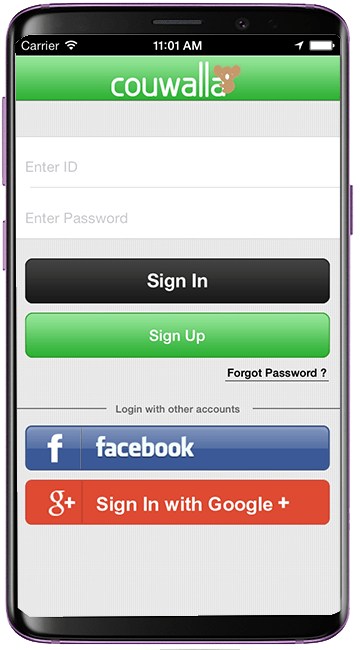 Carrier 11:01 AM
couwalla
Enter ID
Enter Password
Sign In
Sign Up
Forgot Password ?
Login with other accounts
f facebook
g+ Sign In with Google +